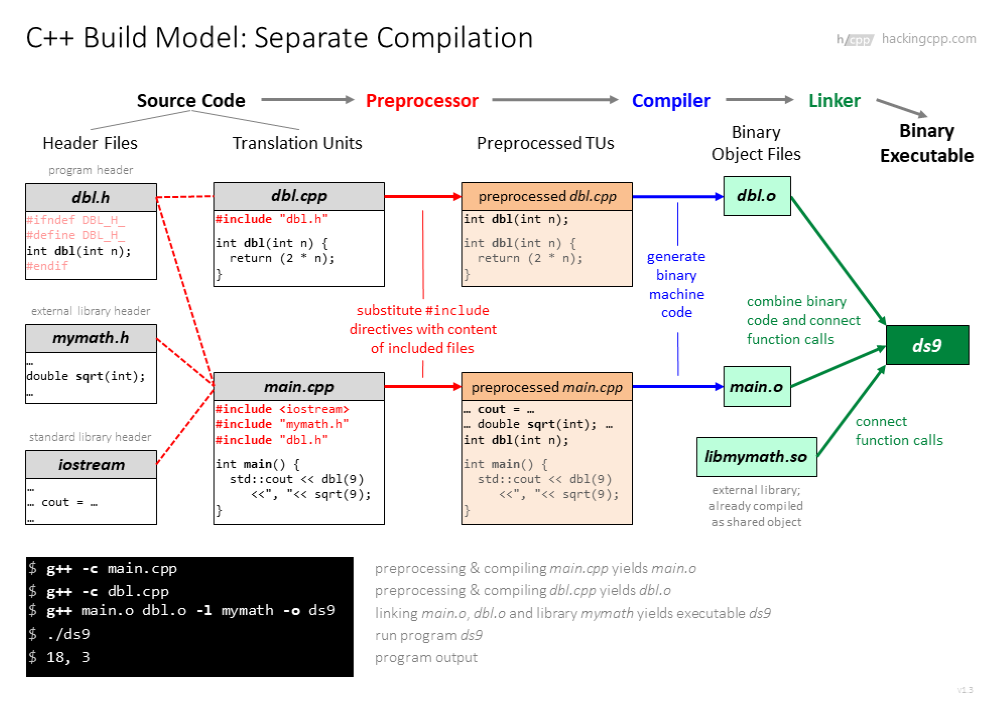 C++ Build Model: Separate Compilation
h/cpp hackingcpp.com
Source Code
Preprocessor
Compiler
Linker
Binary
Executable
Header Files
Translation Units
Preprocessed TUs
Binary
Object Files
program header
dbl.h
#ifndef DBL_H_
#define DBL_H_
int dbl(int n);
#endif
dbl.cpp
#include "dbl.h"
int dbl(int n) {
return (2 * n);
}
preprocessed dbl.cpp
int dbl(int n);
int dbl(int n) {
return (2 * n);
}
dbl.o
substitute #include
directives with content
of included files
generate
binary
machine
code
combine binary
code and connect
function calls
external library header
mymath.h
…
double sqrt(int);
…
ds9
main.cpp
#include <iostream>
#include "mymath.h"
#include "dbl.h"
int main() {
std::cout << dbl(9)
<<", "<< sqrt(9);
}
preprocessed main.cpp
… cout = …
… double sqrt(int); …
int dbl(int n);
int main() {
std::cout << dbl(9)
<<", "<< sqrt(9);
}
main.o
connect
function calls
standard library header
iostream
…
… cout = …
…
libmymath.so
external library;
already compiled
as shared object
$ g++ -c main.cpp
preprocessing & compiling main.cpp yields main.o
$ g++ -c dbl.cpp
preprocessing & compiling dbl.cpp yields dbl.o
$ g++ main.o dbl.o -l mymath -o ds9
linking main.o, dbl.o and library mymath yields executable ds9
$ ./ds9
run program ds9
$ 18, 3
program output
v1.3